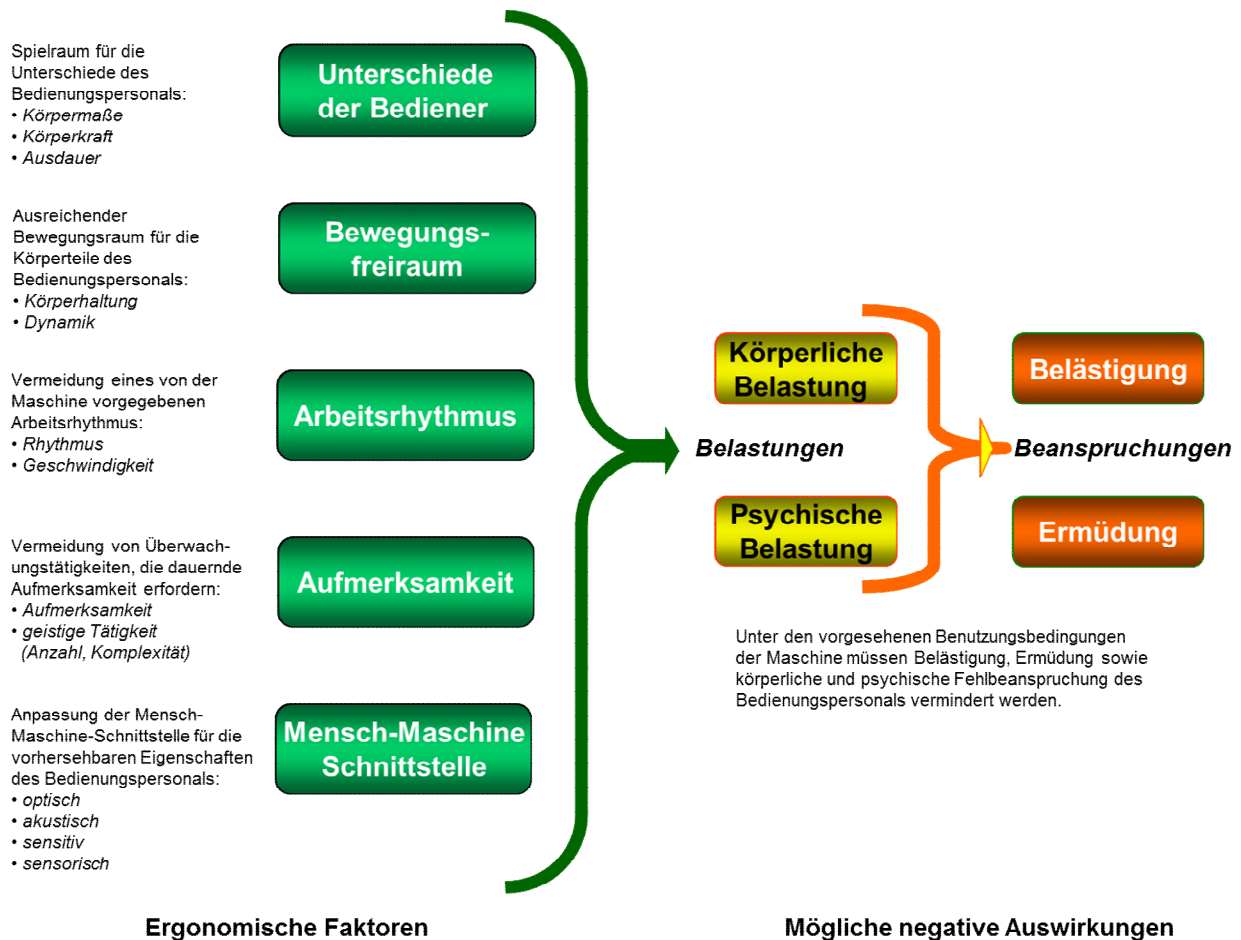 Spielraum für die
Unterschiede des
Bedienungspersonals:
• Körpermaße
• Körperkraft
• Ausdauer
Unterschiede
der Bediener
Ausreichender
Bewegungsraum für die
Körperteile des
Bedienungspersonals:
• Körperhaltung
• Dynamik
Bewegungs-
freiraum
Vermeidung eines von der
Maschine vorgegebenen
Arbeitsrhythmus:
• Rhythmus
• Geschwindigkeit
Arbeitsrhythmus
Vermeidung von Überwach-
ungstätigkeiten, die dauernde
Aufmerksamkeit erfordern:
• Aufmerksamkeit
• geistige Tätigkeit
(Anzahl, Komplexität)
Aufmerksamkeit
Anpassung der Mensch-
Maschine-Schnittstelle für die
vorhersehbaren Eigenschaften
des Bedienungspersonals:
• optisch
• akustisch
• sensitiv
• sensorisch
Mensch-Maschine
Schnittstelle
Körperliche
Belastung
Belastungen
Psychische
Belastung
Belästigung
Beanspruchungen
Ermüdung
Unter den vorgesehenen Benutzungsbedingungen
der Maschine müssen Belästigung, Ermüdung sowie
körperliche und psychische Fehlbeanspruchung des
Bedienungspersonals vermindert werden.
Ergonomische Faktoren
Mögliche negative Auswirkungen